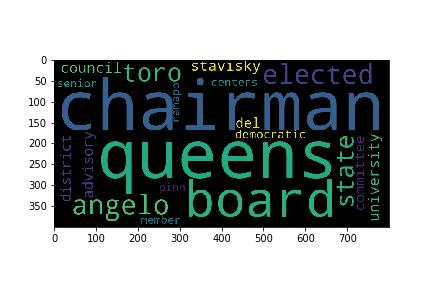 0
50
100
150
200
250
300
350
council
toro
stavisky
elected
senior
centers
ramapo
chairman
del
democratic
queens
district
advisory
pinn
board
state
committee
university
angelo
member
0 100 200 300 400 500 600 700